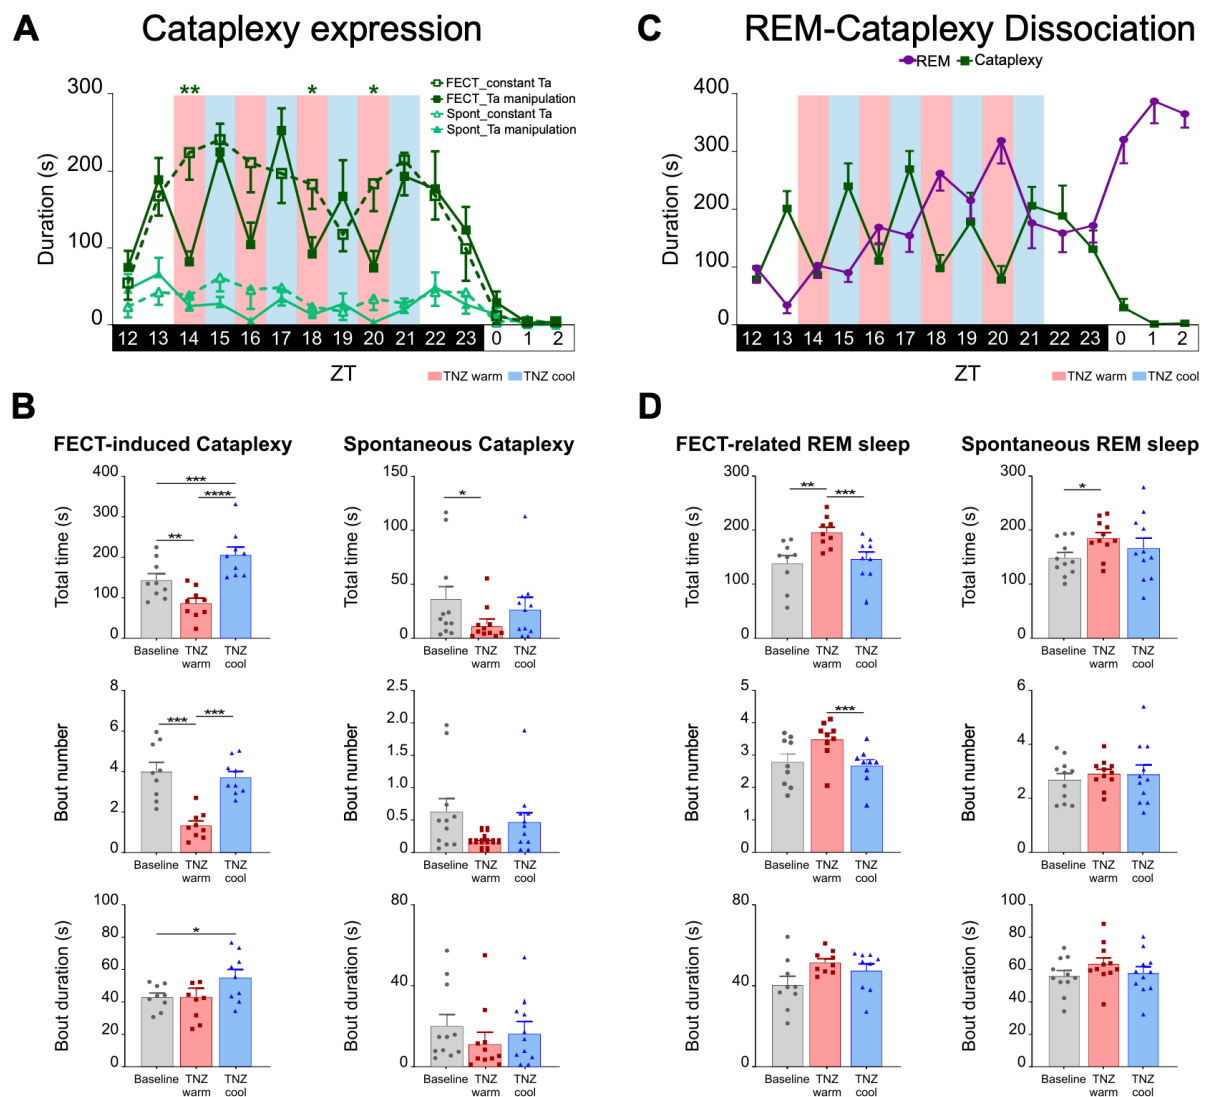 A Cataplexy expression
** * *
FECT_constant Ta
FECT_Ta manipulation
Spont_constant Ta
Spont_Ta manipulation
Duration (s)
300
200
100
0
12 13 14 15 16 17 18 19 20 21 22 23 0 1 2
ZT
TNZ warm TNZ cool
C REM-Cataplexy Dissociation
REM Cataplexy
Duration (s)
400
300
200
100
0
12 13 14 15 16 17 18 19 20 21 22 23 0 1 2
ZT
TNZ warm TNZ cool
B
FECT-induced Cataplexy
Total time (s)
400
300
200
100
0
***
****
**
Baseline TNZ warm TNZ cool
Bout number
8
6
4
2
0
*** ***
Baseline TNZ warm TNZ cool
Bout duration (s)
100
80
60
40
20
0
*
Baseline TNZ warm TNZ cool
Spontaneous Cataplexy
Total time (s)
150
100
50
0
*
Baseline TNZ warm TNZ cool
Bout number
2.5
2.0
1.5
1.0
0.5
0
Baseline TNZ warm TNZ cool
Bout duration (s)
80
40
0
Baseline TNZ warm TNZ cool
D
FECT-related REM sleep
Total time (s)
300
200
100
0
** ***
Baseline TNZ warm TNZ cool
Bout number
5
4
3
2
1
0
***
Baseline TNZ warm TNZ cool
Bout duration (s)
80
40
0
Baseline TNZ warm TNZ cool
Spontaneous REM sleep
Total time (s)
300
200
100
0
*
Baseline TNZ warm TNZ cool
Bout number
6
4
2
0
Baseline TNZ warm TNZ cool
Bout duration (s)
100
80
60
40
20
0
Baseline TNZ warm TNZ cool